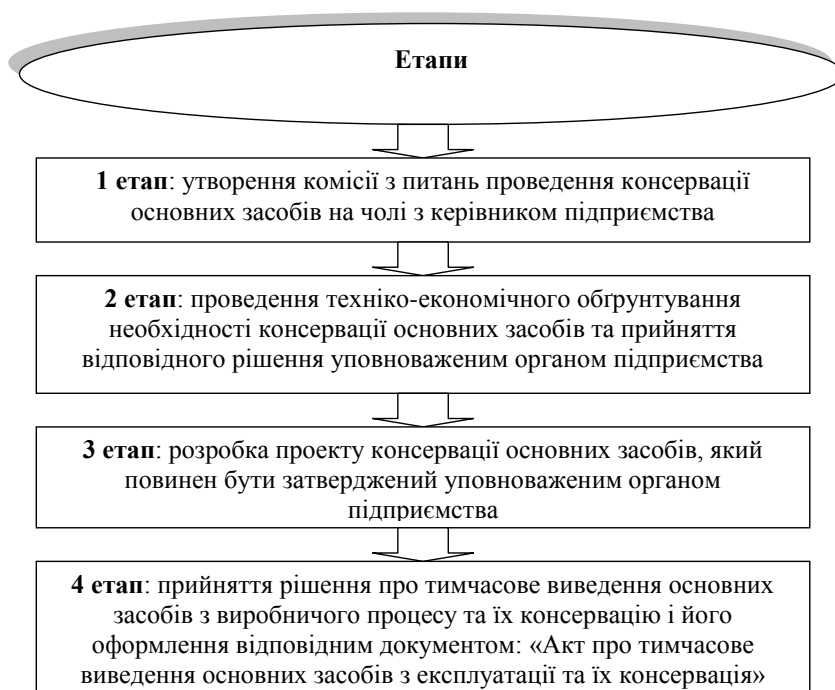 Етапи
1 етап: утворення комісії з питань проведення консервації
основних засобів на чолі з керівником підприємства
2 етап: проведення техніко-економічного обґрунтування
необхідності консервації основних засобів та прийняття
відповідного рішення уповноваженим органом підприємства
3 етап: розробка проекту консервації основних засобів, який
повинен бути затверджений уповноваженим органом
підприємства
4 етап: прийняття рішення про тимчасове виведення основних
засобів з виробничого процесу та їх консервацію і його
оформлення відповідним документом: «Акт про тимчасове
виведення основних засобів з експлуатації та їх консервація»